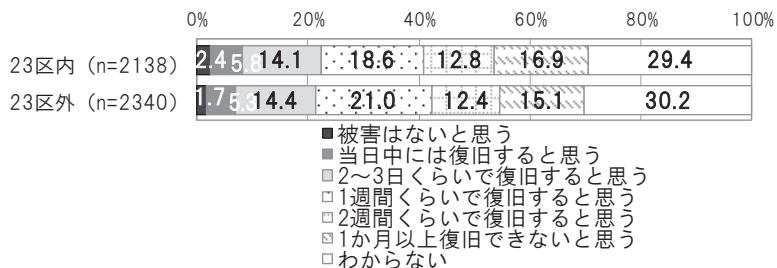 0% 20% 40% 60% 80% 100%
23区内（n=2138） 2.4 5.8 14.1 18.6 12.8 16.9 29.4
23区外（n=2340） 1.7 5.3 14.4 21.0 12.4 15.1 30.2
被害はないと思う
当日中には復旧すると思う
2～3日くらいで復旧すると思う
1週間くらいで復旧すると思う
2週間くらいで復旧すると思う
1か月以上復旧できないと思う
わからない